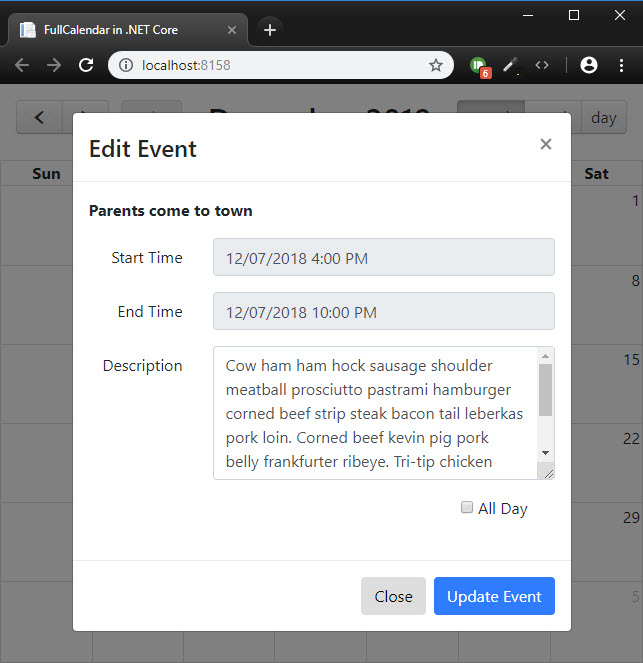 FullCalendar in .NET Core
localhost:8158
6
day
Sun
Sat
1
8
15
22
29
5
Edit Event
×
Parents come to town
Start Time
12/07/2018 4:00 PM
End Time
12/07/2018 10:00 PM
Description
Cow ham ham hock sausage shoulder
meatball prosciutto pastrami hamburger
corned beef strip steak bacon tail leberkas
pork loin. Corned beef kevin pig pork
belly frankfurter ribeye. Tri-tip chicken
All Day
Close
Update Event